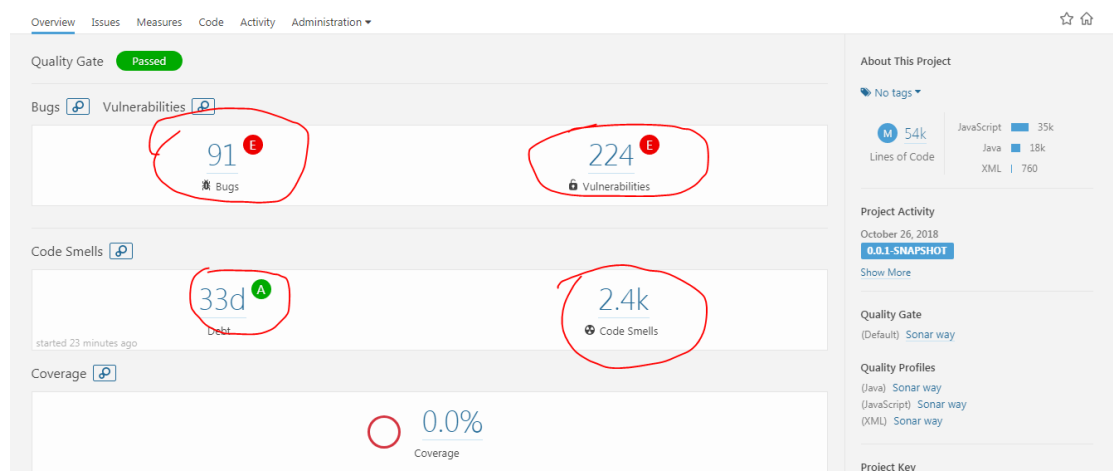 Overview Issues Measures Code Activity Administration
Quality Gate Passed
Bugs Vulnerabilities
91 E
Bugs
224 E
Vulnerabilities
Code Smells
33d A
Debt
started 23 minutes ago
2.4k
Code Smells
Coverage
0.0%
Coverage
About This Project
No tags
M 54k
Lines of Code
JavaScript 35k
Java 18k
XML 760
Project Activity
October 26, 2018
0.0.1-SNAPSHOT
Show More
Quality Gate
(Default) Sonar way
Quality Profiles
(Java) Sonar way
(JavaScript) Sonar way
(XML) Sonar way
Project Key